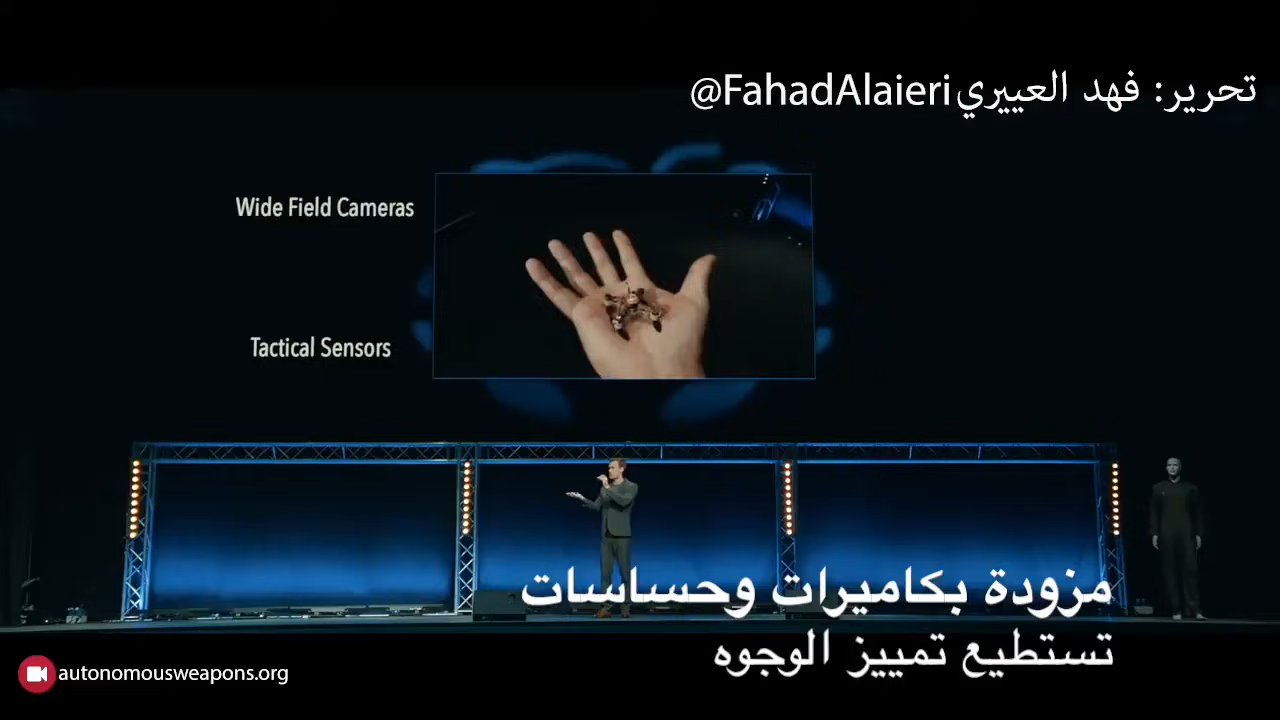 تحرير: فهد العييري @FahadAlaieri
Wide Field Cameras
Tactical Sensors
مزودة بكاميرات وحساسات
تستطيع تمييز الوجوه
autonomousweapons.org